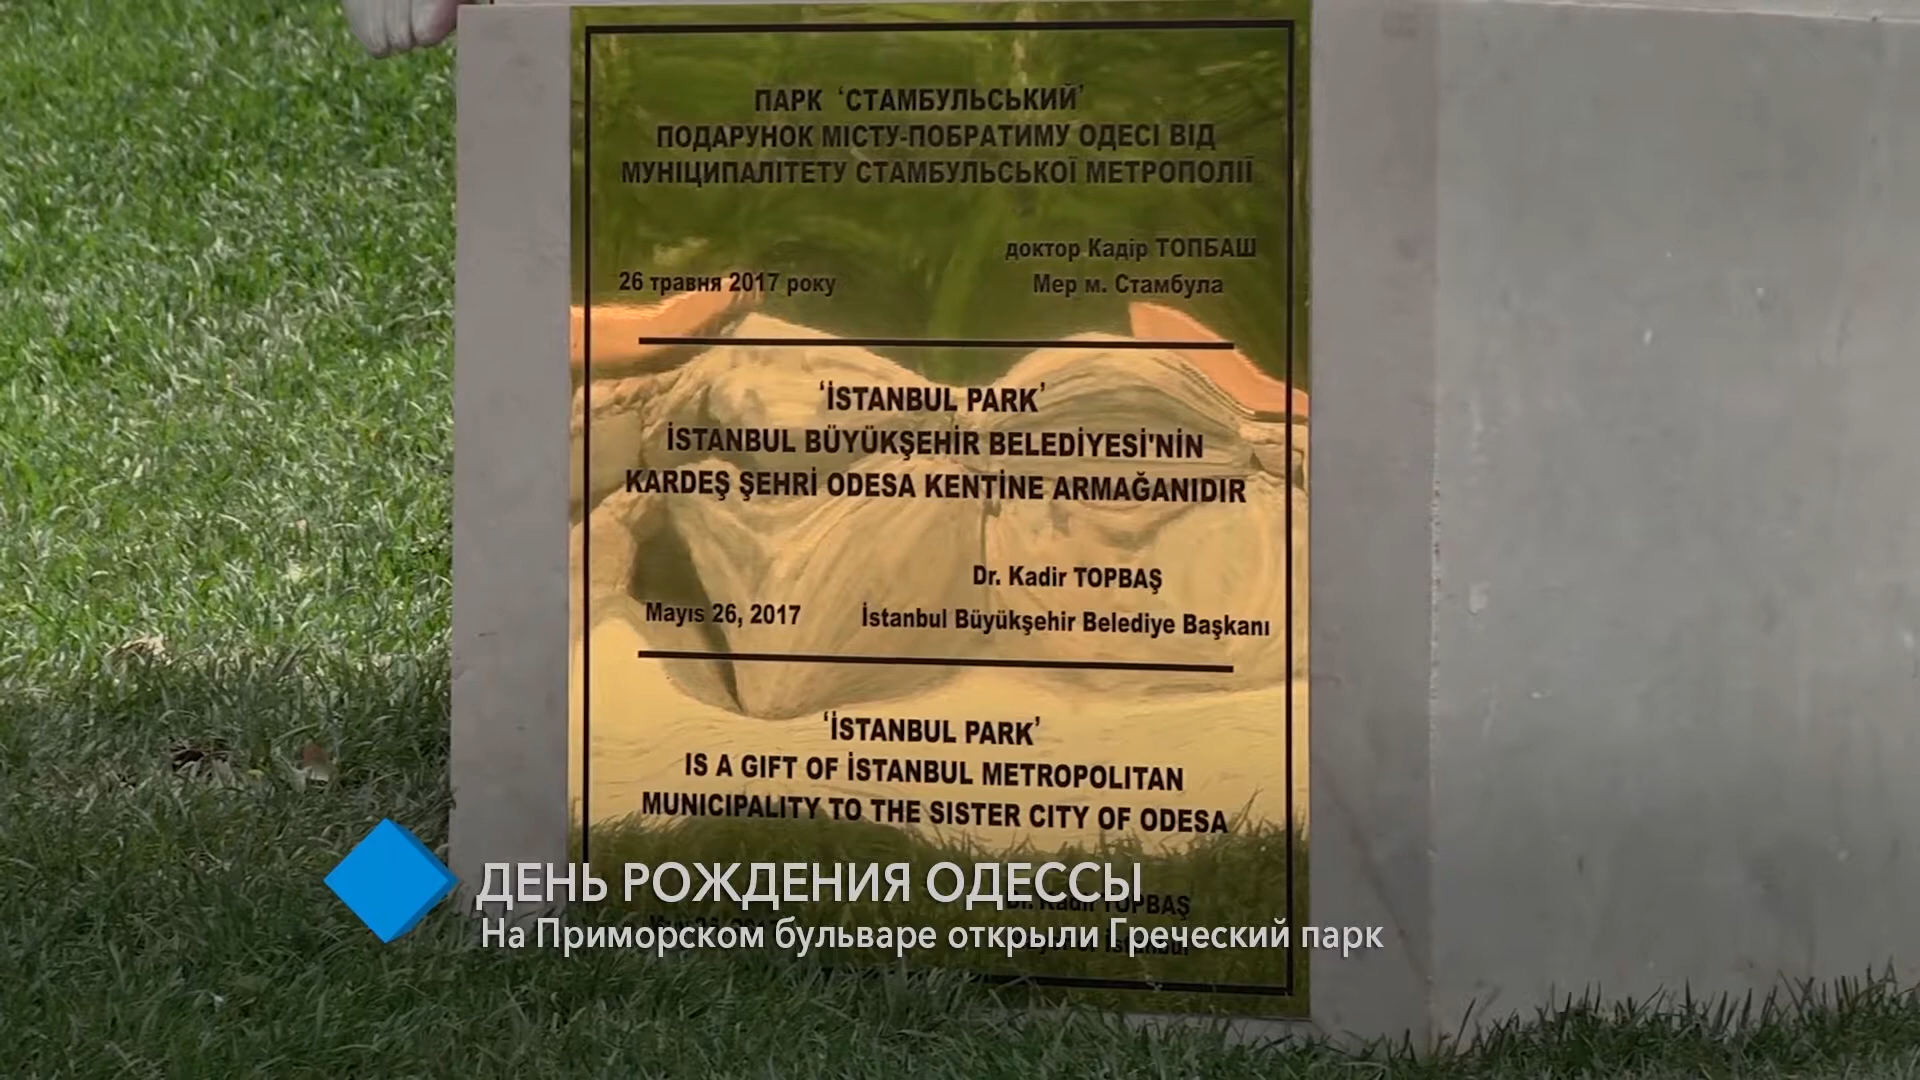 ПАРК ‘СТАМБУЛЬСЬКИЙ’
ПОДАРУНОК МІСТУ-ПОБРАТИМУ ОДЕСІ ВІД
МУНІЦИПАЛІТЕТУ СТАМБУЛЬСЬКОЇ МЕТРОПОЛІЇ
доктор Кадір ТОПБАШ
26 травня 2017 року
Мер м. Стамбула
‘İSTANBUL PARK’
İSTANBUL BÜYÜKŞEHİR BELEDİYESİ'NİN
KARDEŞ ŞEHRİ ODESA KENTİNE ARMAĞANIDIR
Dr. Kadir TOPBAŞ
Mayıs 26, 2017
İstanbul Büyükşehir Belediye Başkanı
‘İSTANBUL PARK’
IS A GIFT OF İSTANBUL METROPOLITAN
MUNICIPALITY TO THE SISTER CITY OF ODESA
Dr. Kadir TOPBAŞ
ДЕНЬ РОЖДЕНИЯ ОДЕССЫ
На Приморском бульваре открыли Греческий парк